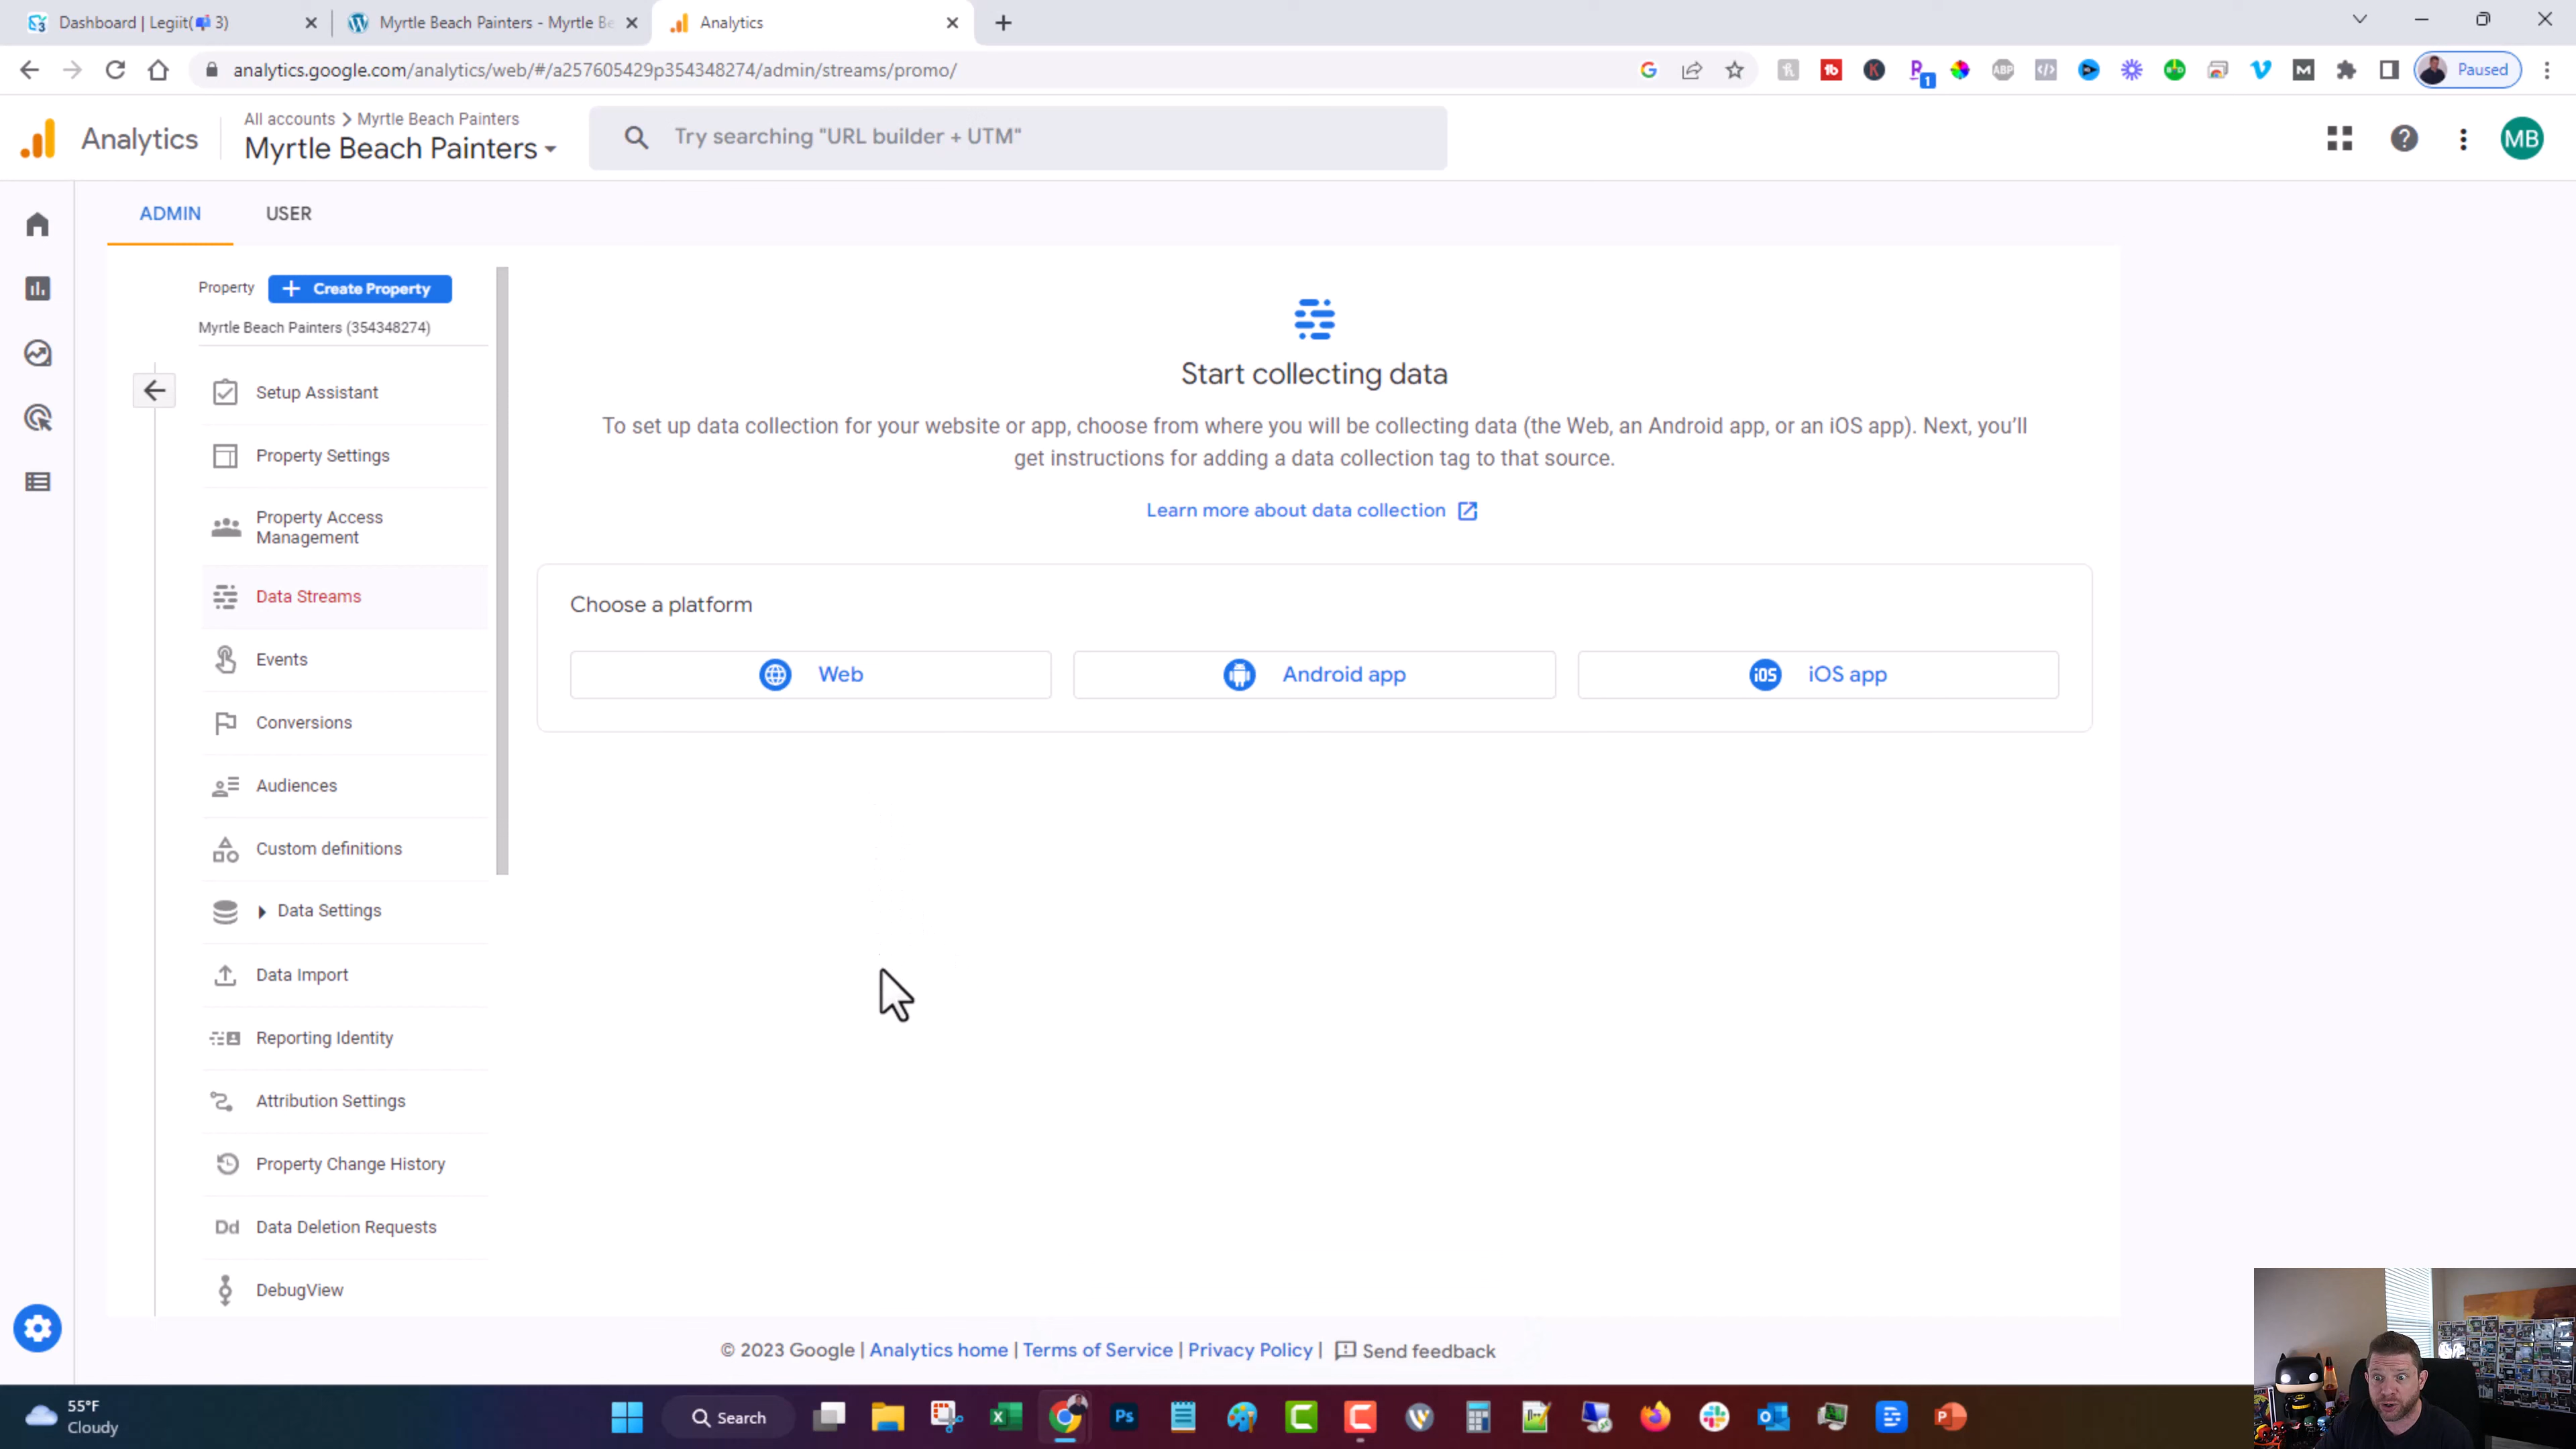 Dashboard | Legiit(📫 3)
Myrtle Beach Painters - Myrtle Be
Analytics
analytics.google.com/analytics/web/#/a257605429p354348274/admin/streams/promo/
ABP
1
Paused
Analytics
All accounts > Myrtle Beach Painters
Myrtle Beach Painters
Try searching "URL builder + UTM"
MB
ADMIN
USER
Property
+ Create Property
Myrtle Beach Painters (354348274)
Setup Assistant
Property Settings
Property Access
Management
Data Streams
Events
Conversions
Audiences
Custom definitions
Data Settings
Data Import
Reporting Identity
Attribution Settings
Property Change History
Dd Data Deletion Requests
DebugView
Start collecting data
To set up data collection for your website or app, choose from where you will be collecting data (the Web, an Android app, or an iOS app). Next, you'll
get instructions for adding a data collection tag to that source.
Learn more about data collection
Choose a platform
Web
Android app
iOS iOS app
© 2023 Google | Analytics home | Terms of Service | Privacy Policy | Send feedback
55°F
Cloudy
Search
Ps